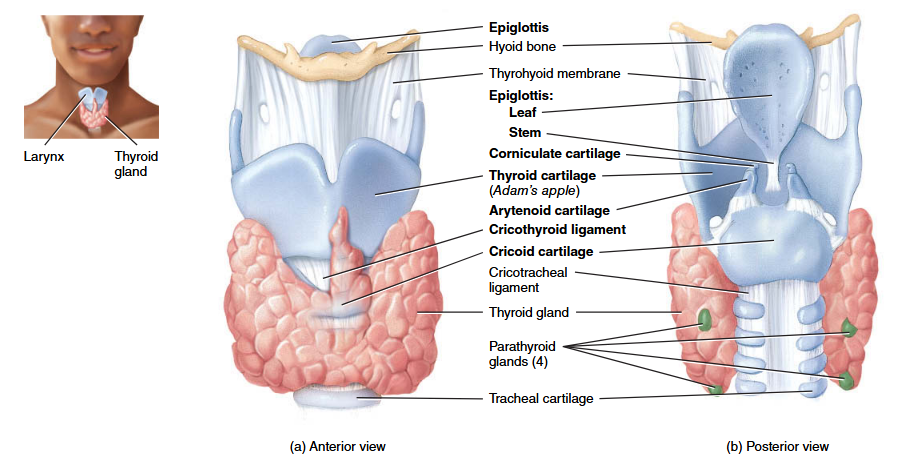 Larynx
Thyroid
gland
Epiglottis
Hyoid bone
Thyrohyoid membrane
Epiglottis:
Leaf
Stem
Corniculate cartilage
Thyroid cartilage
(Adam's apple)
Arytenoid cartilage
Cricothyroid ligament
Cricoid cartilage
Cricotracheal
ligament
Thyroid gland
Parathyroid
glands (4)
Tracheal cartilage
(a) Anterior view
(b) Posterior view